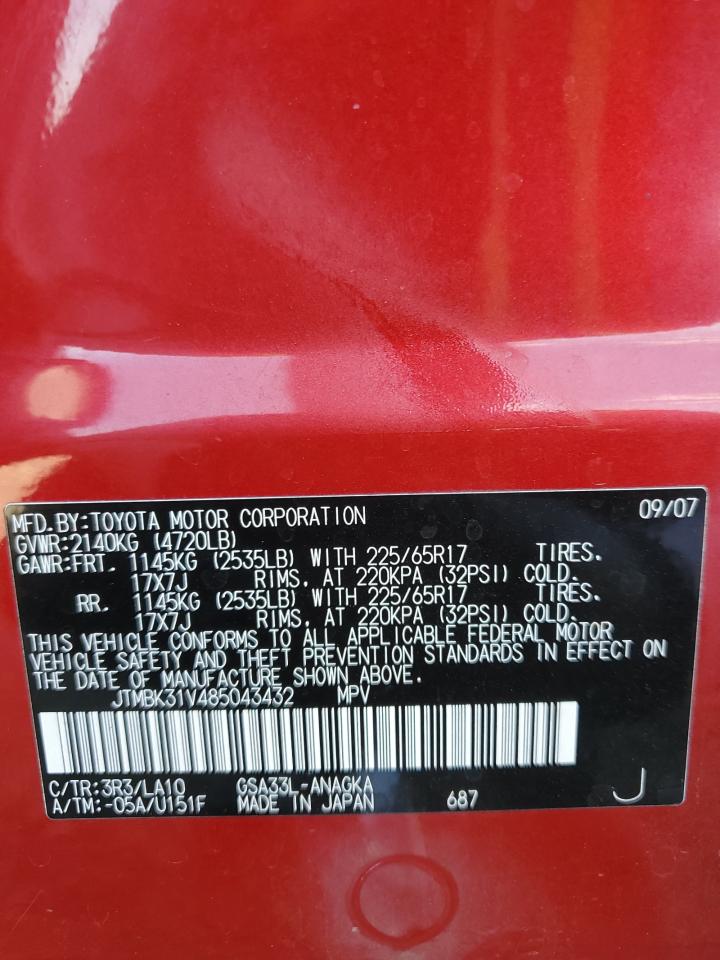 MFD.BY:TOYOTA MOTOR CORPORATION 09/07
GVWR:2140KG (4720LB)
GAWR:FRT. 1145KG (2535LB) WITH 225/65R17 TIRES.
17X7J RIMS, AT 220KPA (32PSI) COLD.
RR. 1145KG (2535LB) WITH 225/65R17 TIRES.
17X7J RIMS, AT 220KPA (32PSI) COLD.
THIS VEHICLE CONFORMS TO ALL APPLICABLE FEDERAL MOTOR
VEHICLE SAFETY AND THEFT PREVENTION STANDARDS IN EFFECT ON
THE DATE OF MANUFACTURE SHOWN ABOVE.
JTMBK31V485043432 MPV
C/TR:3R3/LA10 GSA33L-ANAGKA
A/TM:-05A/U151F MADE IN JAPAN 687 J